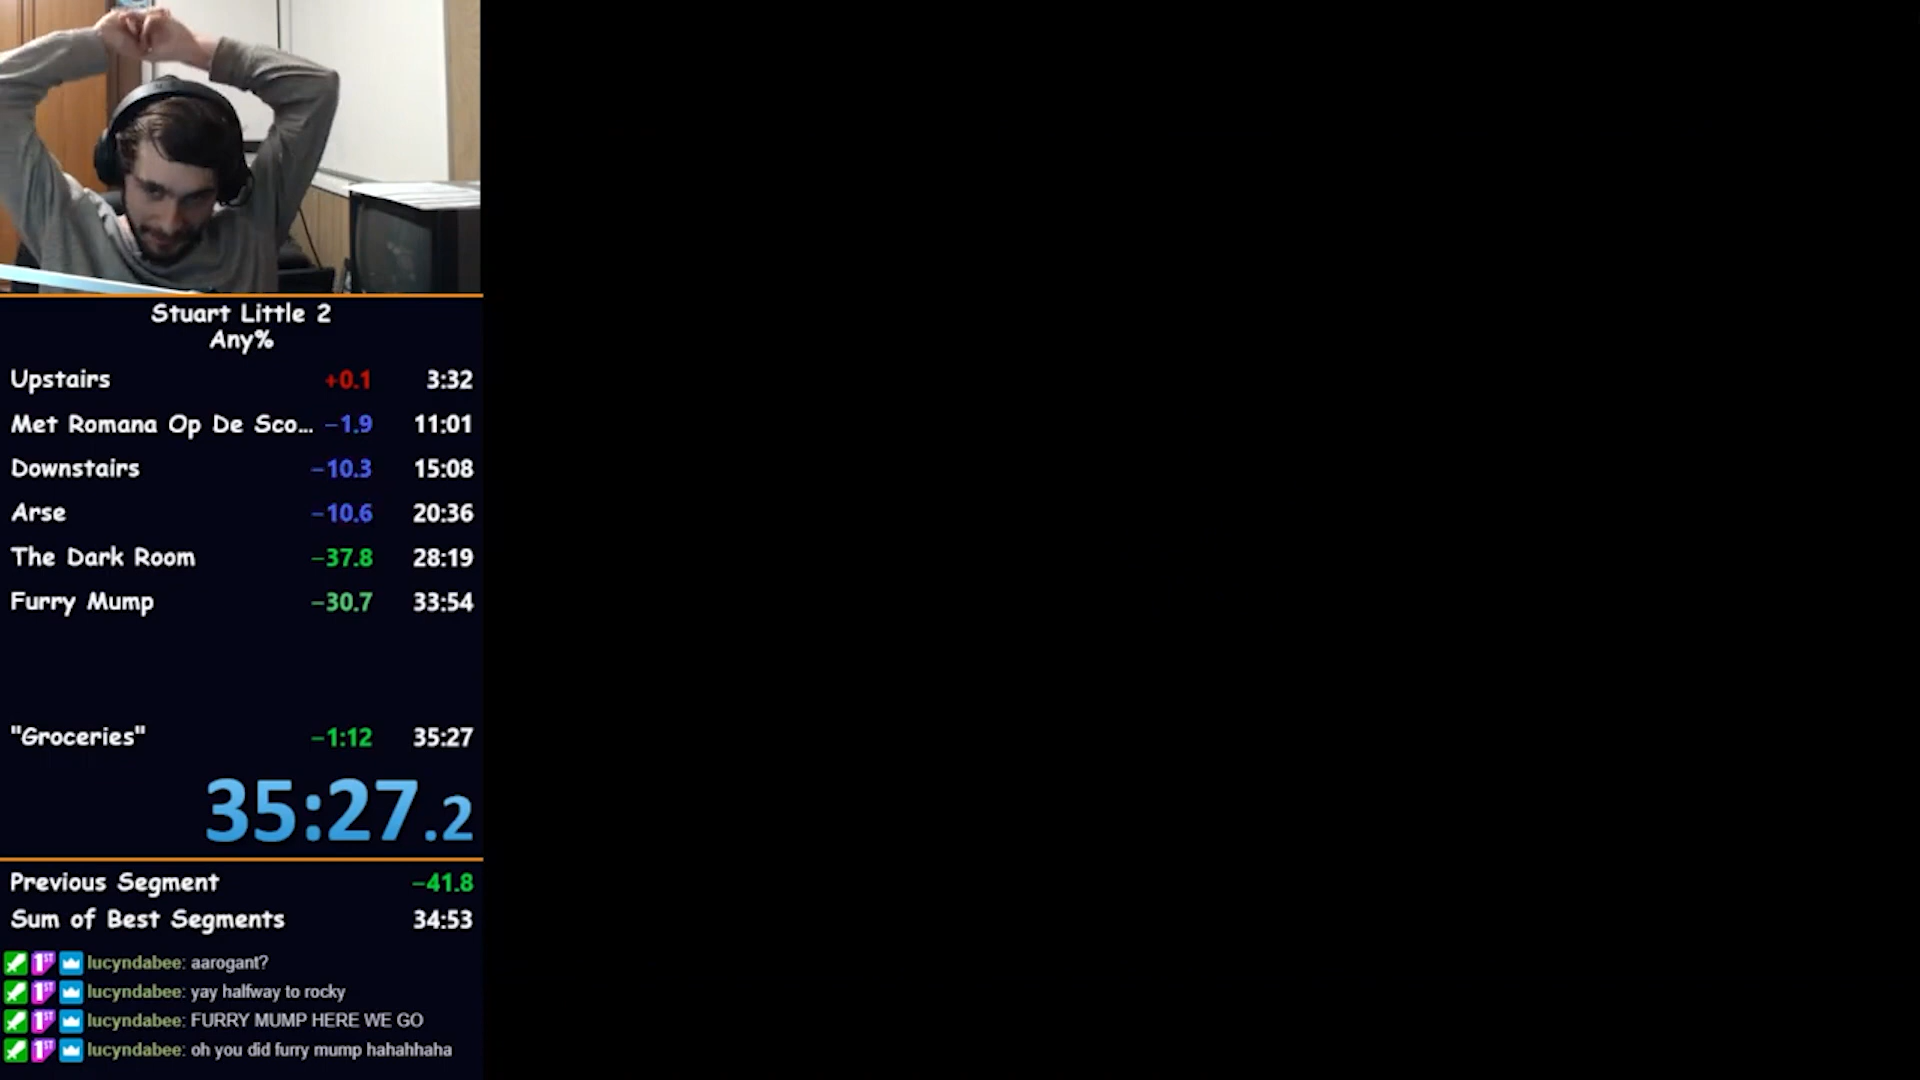 Stuart Little 2
Any%
Upstairs +0.1 3:32
Met Romana Op De Sco... −1.9 11:01
Downstairs −10.3 15:08
Arse −10.6 20:36
The Dark Room −37.8 28:19
Furry Mump −30.7 33:54
"Groceries" −1:12 35:27
35:27.2
Previous Segment −41.8
Sum of Best Segments 34:53
1ST lucyndabee: aarogant?
1ST lucyndabee: yay halfway to rocky
1ST lucyndabee: FURRY MUMP HERE WE GO
1ST lucyndabee: oh you did furry mump hahahhaha